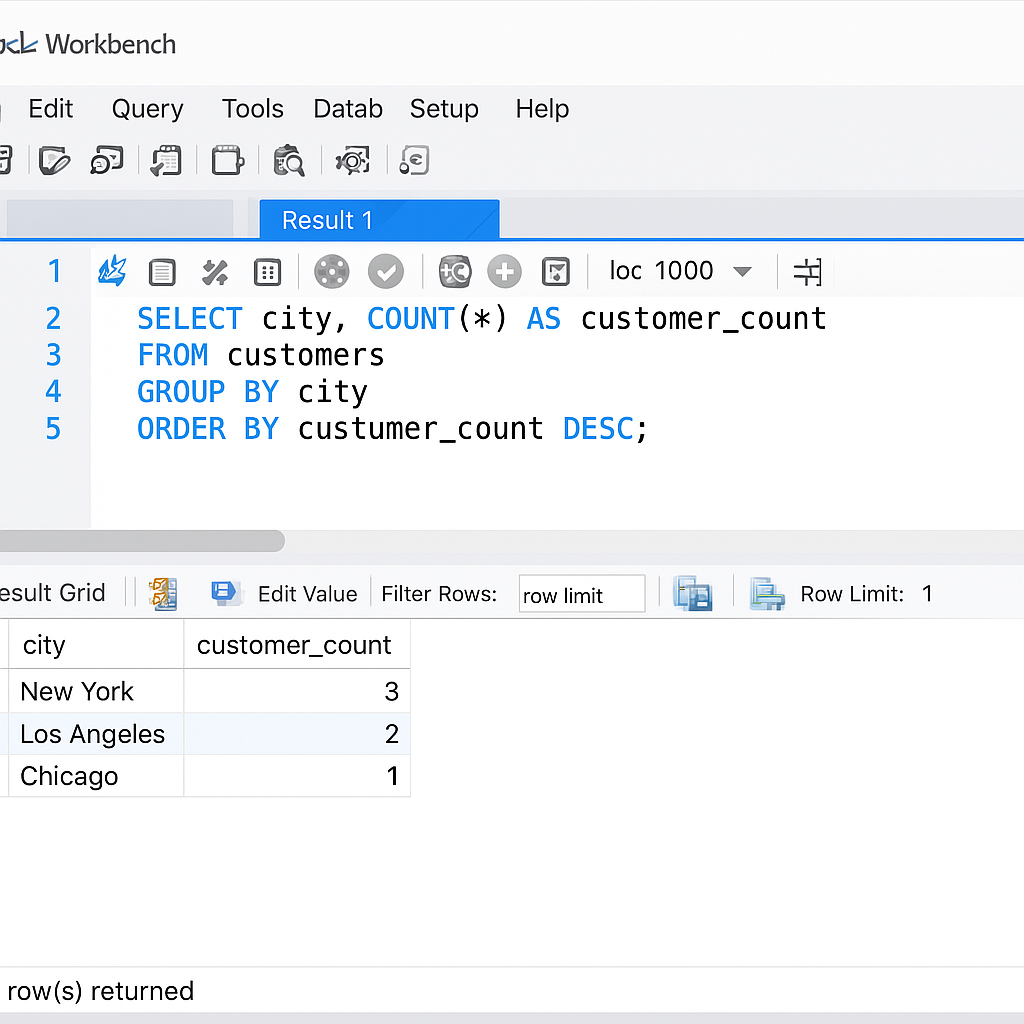 Workbench
Edit Query Tools Datab Setup Help
Result 1
1 loc 1000
2 SELECT city, COUNT(*) AS customer_count
3 FROM customers
4 GROUP BY city
5 ORDER BY custumer_count DESC;
esult Grid Edit Value Filter Rows: row limit Row Limit: 1
city customer_count
New York 3
Los Angeles 2
Chicago 1
row(s) returned